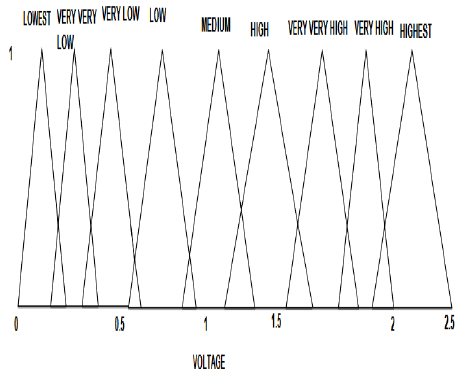 LOWEST
VERY VERY
LOW
VERY LOW
LOW
MEDIUM
HIGH
VERY VERY HIGH
VERY HIGH
HIGHEST
1
0
0.5
1
1.5
2
2.5
VOLTAGE